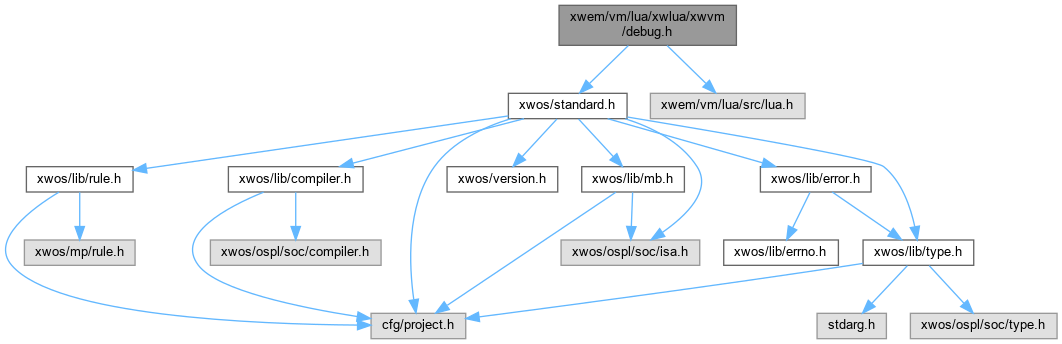 xwem/vm/lua/xwlua/xwvm
/debug.h
xwos/standard.h
xwem/vm/lua/src/lua.h
xwos/lib/rule.h
xwos/lib/compiler.h
xwos/version.h
xwos/lib/mb.h
xwos/lib/error.h
xwos/mp/rule.h
xwos/ospl/soc/compiler.h
xwos/ospl/soc/isa.h
xwos/lib/errno.h
xwos/lib/type.h
cfg/project.h
stdarg.h
xwos/ospl/soc/type.h